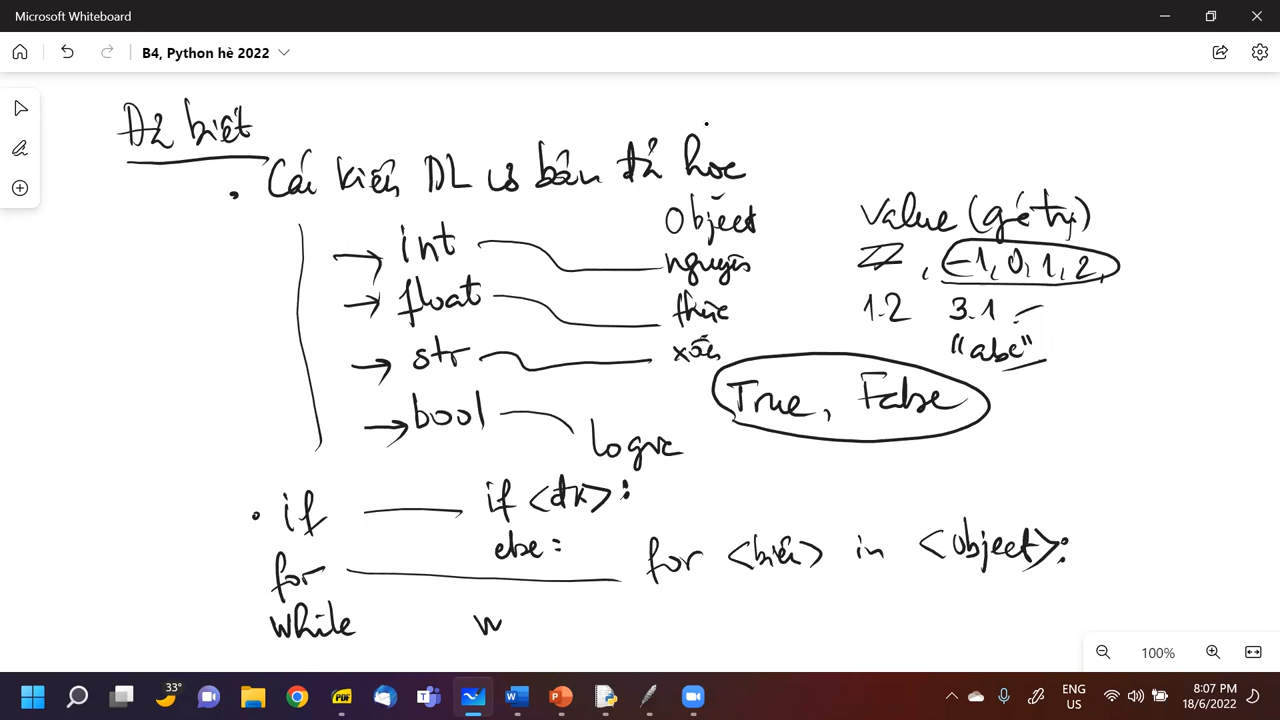 Microsoft Whiteboard
B4, Python hè 2022
Đã biết
. Các kiểu DL cơ bản đã học
Object Value (giá trị)
→ int nguyên ℤ, -1, 0, 1, 2,
→ float thực 1.2 3.1
→ str xâu "abc"
→ bool logic True, False
. if if <đk>:
else:
for for <biến> in <object>:
while w
100%
33°
ENG
US
8:07 PM
18/6/2022